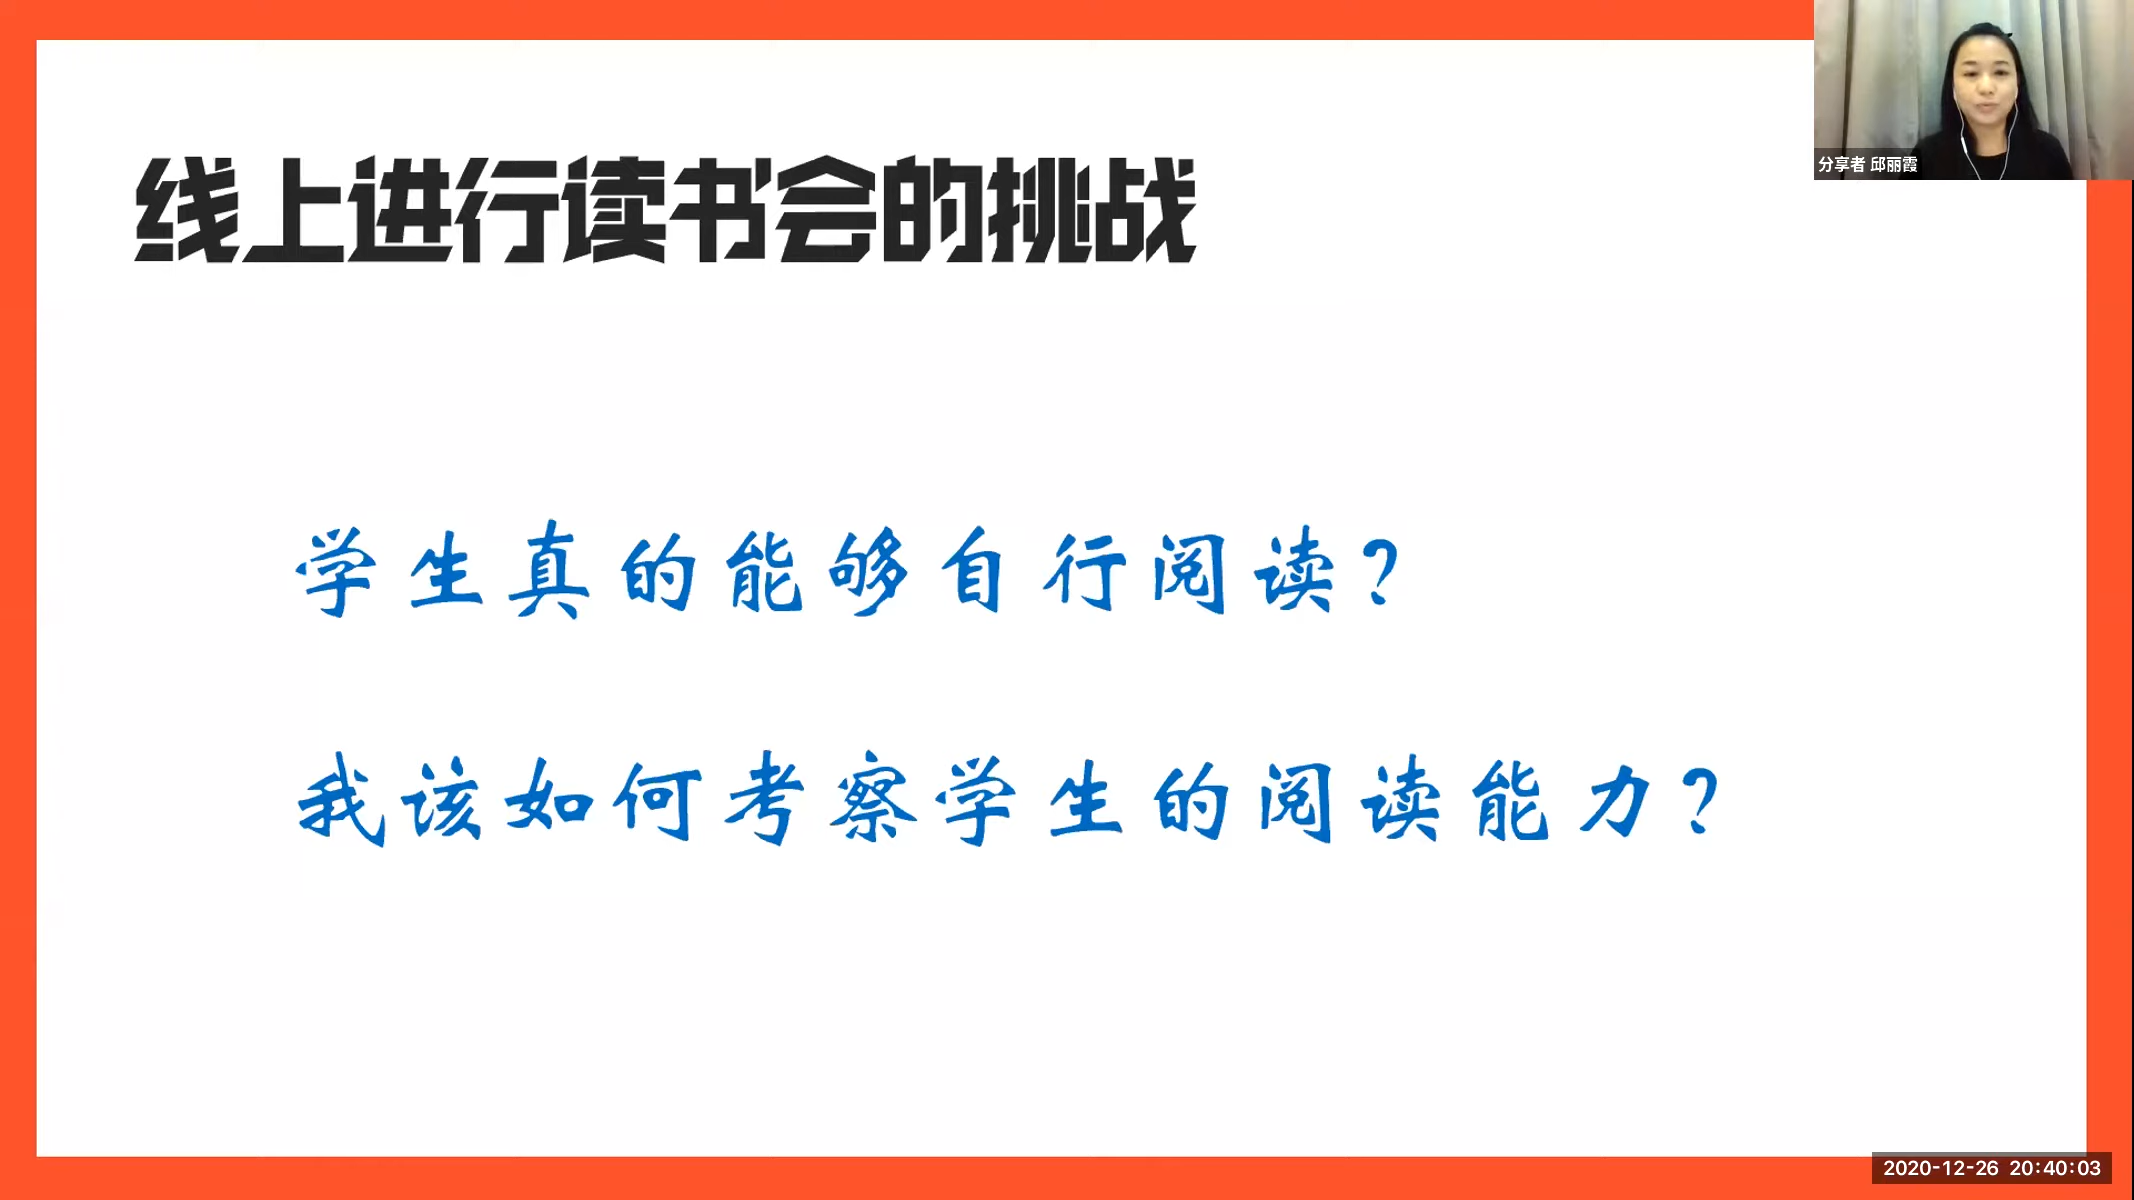 线上进行读书会的挑战
分享者 邱丽霞
学生真的能够自行阅读?
我该如何考察学生的阅读能力?
2020-12-26 20:40:03